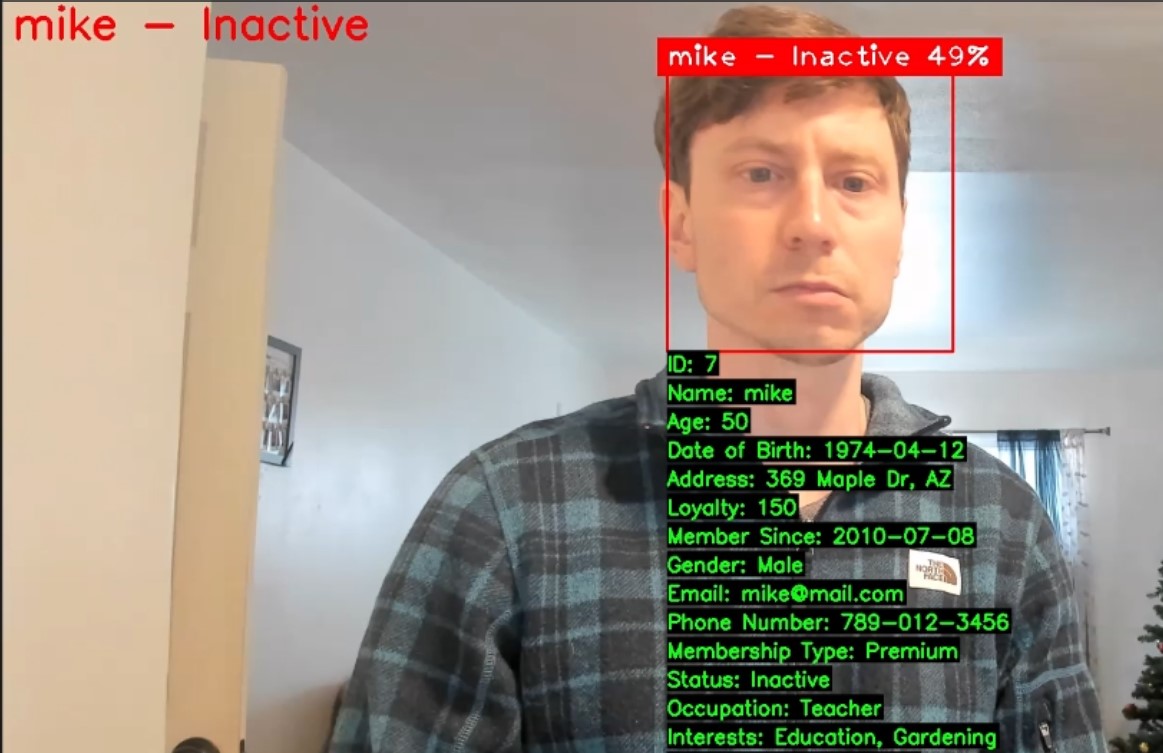 mike - Inactive
mike - Inactive 49%
ID: 7
Name: mike
Age: 50
Date of Birth: 1974-04-12
Address: 369 Maple Dr, AZ
Loyalty: 150
Member Since: 2010-07-08
Gender: Male
THE
NORTH
FACE
Email: mike@mail.com
Phone Number: 789-012-3456
Membership Type: Premium
Status: Inactive
Occupation: Teacher
Interests: Education, Gardening